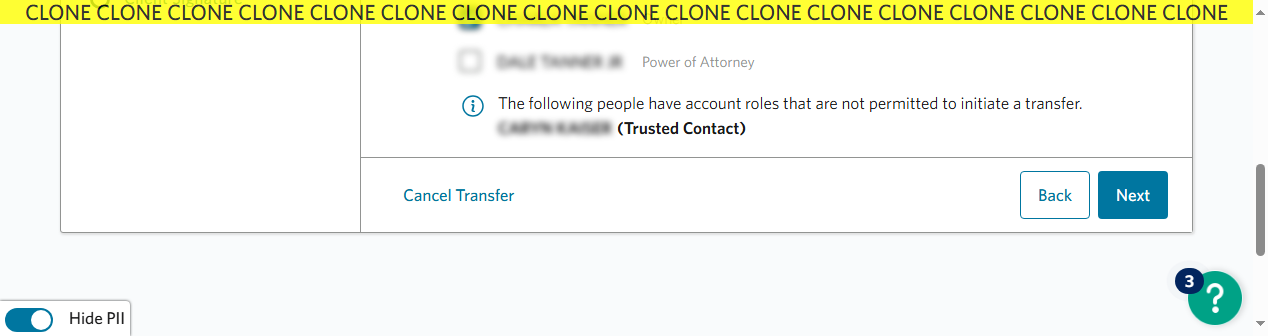 CLONE CLONE CLONE CLONE CLONE CLONE CLONE CLONE CLONE CLONE CLONE CLONE CLONE CLONE CLONE CLONE CLONE
Power of Attorney
The following people have account roles that are not permitted to initiate a transfer.
(Trusted Contact)
Cancel Transfer
Back
Next
3
?
Hide PII